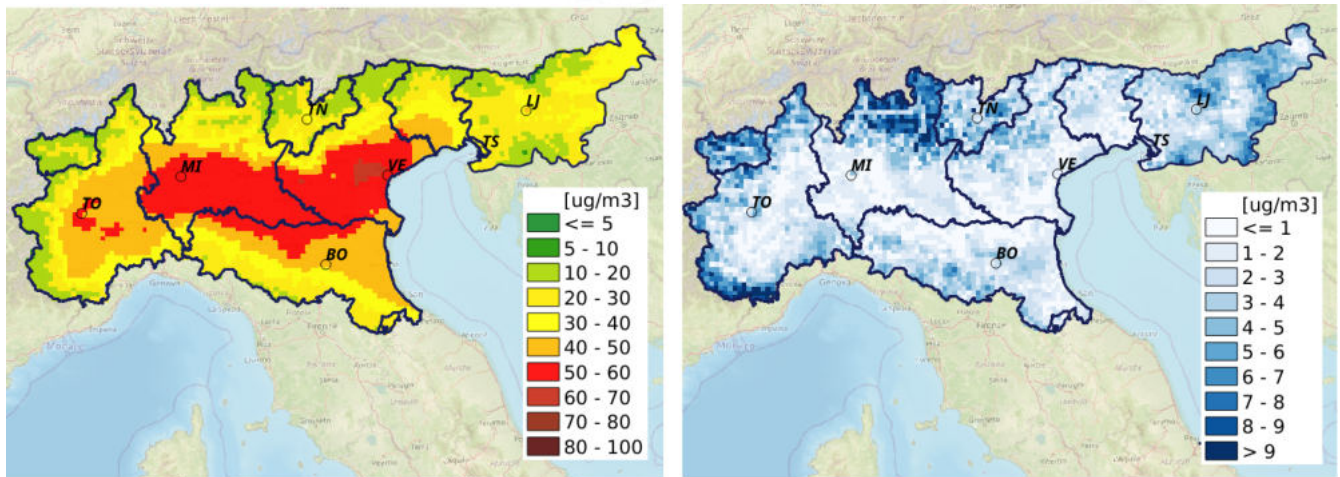 TN
LJ
MI
VE
TS
TO
BO
[ug/m3]
<= 5
5 - 10
10 - 20
20 - 30
30 - 40
40 - 50
50 - 60
60 - 70
70 - 80
80 - 100
TN
LJ
MI
VE
TS
TO
BO
[ug/m3]
<= 1
1 - 2
2 - 3
3 - 4
4 - 5
5 - 6
6 - 7
7 - 8
8 - 9
> 9